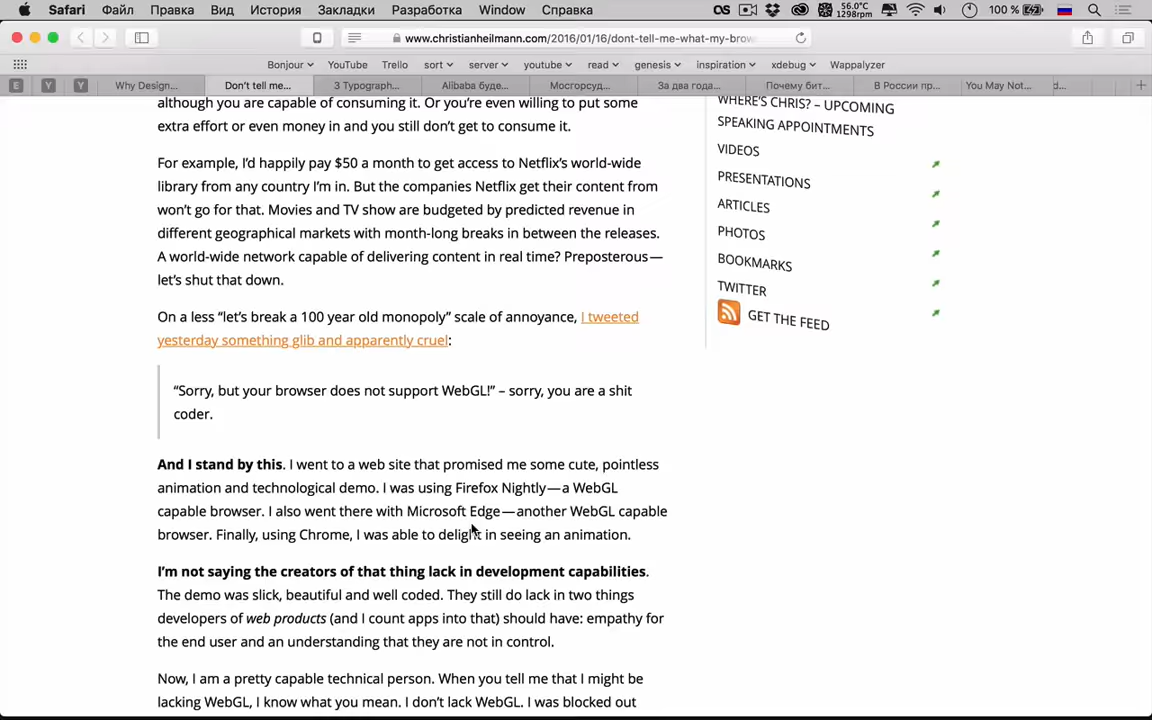 Safari Файл Правка Вид История Закладки Разработка Window Справка
56.0°C
1298rpm
100 %
www.christianheilmann.com/2016/01/16/dont-tell-me-what-my-brow
Bonjour YouTube Trello sort server youtube read genesis inspiration xdebug Wappalyzer
E Y Y Why Design... Don't tell me... 3 Typograph... Alibaba буде... Мосгорсуд... За два года... Почему бит... В России пр... You May Not... d...
although you are capable of consuming it. Or you're even willing to put some
extra effort or even money in and you still don't get to consume it.
For example, I'd happily pay $50 a month to get access to Netflix's world-wide
library from any country I'm in. But the companies Netflix get their content from
won't go for that. Movies and TV show are budgeted by predicted revenue in
different geographical markets with month-long breaks in between the releases.
A world-wide network capable of delivering content in real time? Preposterous—
let's shut that down.
On a less “let's break a 100 year old monopoly” scale of annoyance, I tweeted
yesterday something glib and apparently cruel:
“Sorry, but your browser does not support WebGL!” – sorry, you are a shit
coder.
And I stand by this. I went to a web site that promised me some cute, pointless
animation and technological demo. I was using Firefox Nightly—a WebGL
capable browser. I also went there with Microsoft Edge—another WebGL capable
browser. Finally, using Chrome, I was able to delight in seeing an animation.
I'm not saying the creators of that thing lack in development capabilities.
The demo was slick, beautiful and well coded. They still do lack in two things
developers of web products (and I count apps into that) should have: empathy for
the end user and an understanding that they are not in control.
Now, I am a pretty capable technical person. When you tell me that I might be
lacking WebGL, I know what you mean. I don't lack WebGL. I was blocked out
WHERE'S CHRIS? – UPCOMING
SPEAKING APPOINTMENTS
VIDEOS
PRESENTATIONS
ARTICLES
PHOTOS
BOOKMARKS
TWITTER
GET THE FEED